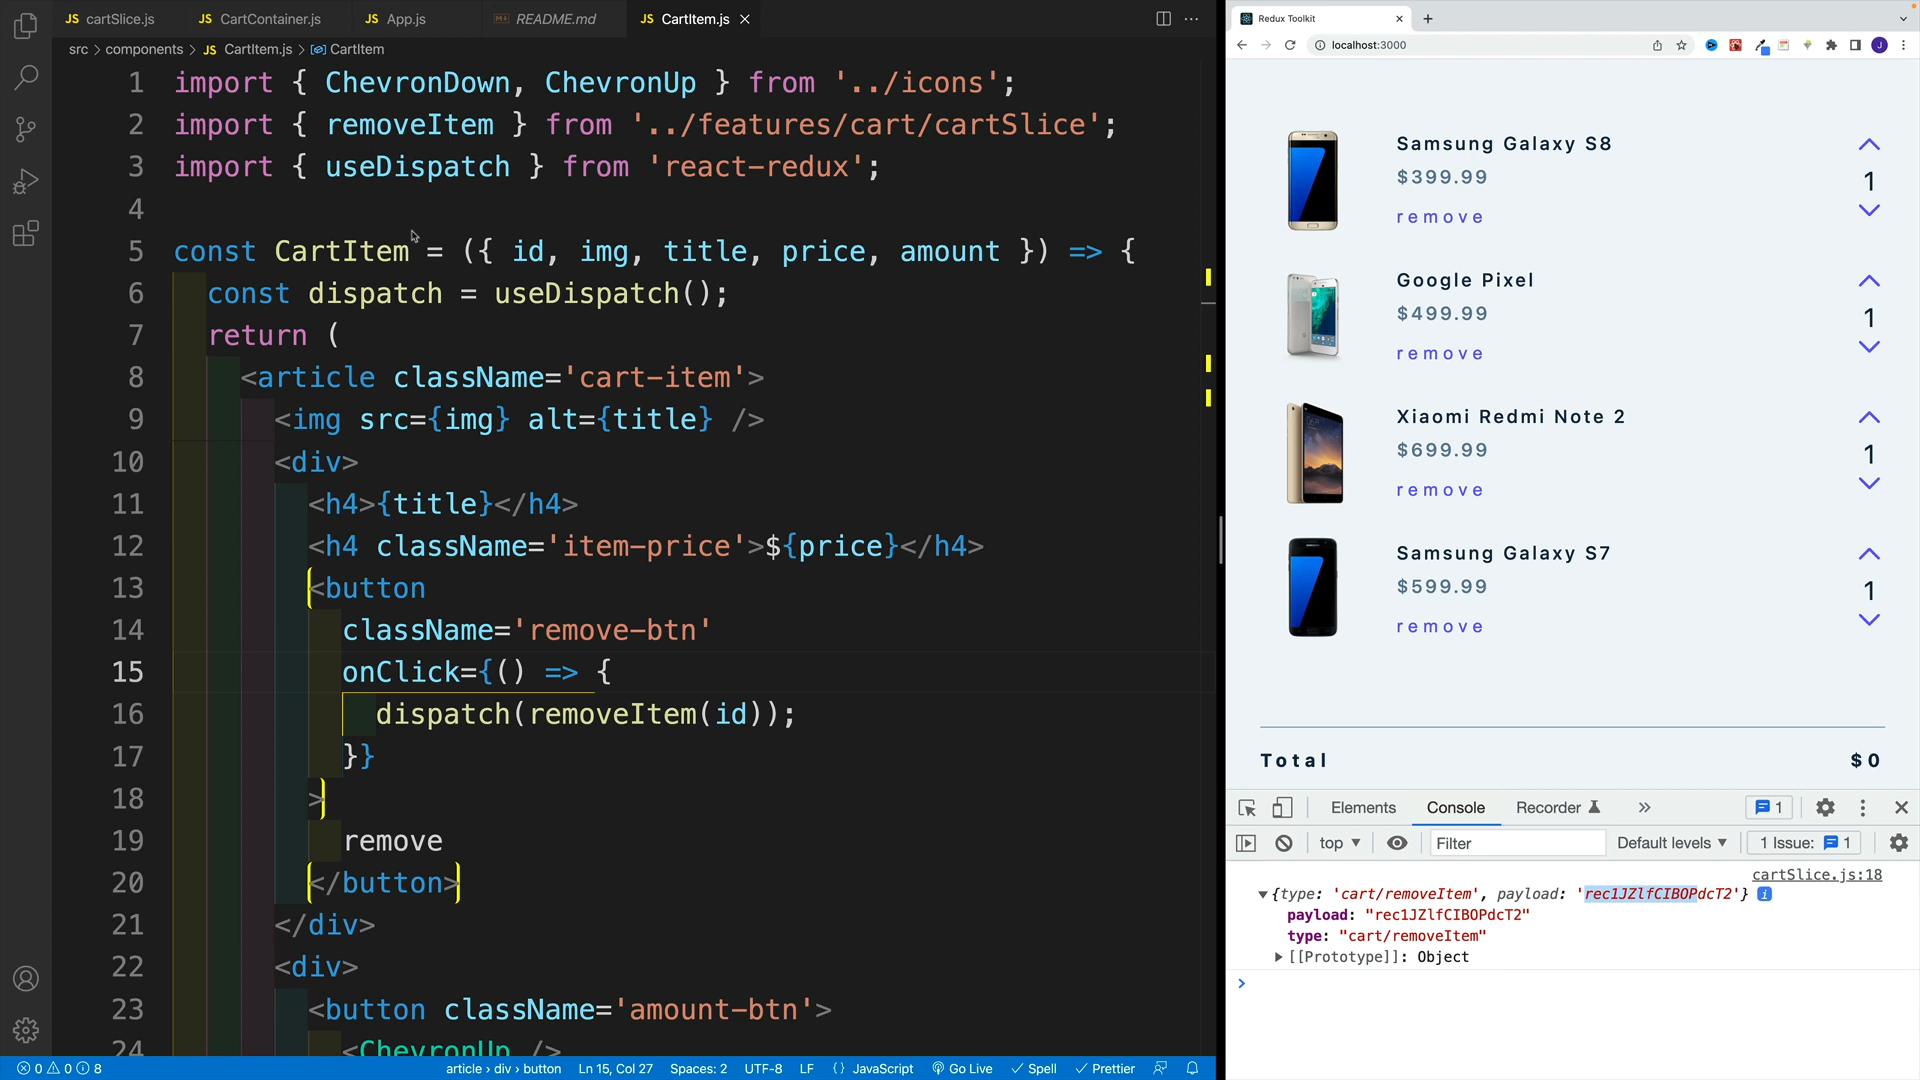 cartSlice.js
CartContainer.js
App.js
README.md
CartItem.js
src > components > JS CartItem.js > CartItem
1 import { ChevronDown, ChevronUp } from '../icons';
2 import { removeItem } from '../features/cart/cartSlice';
3 import { useDispatch } from 'react-redux';
4
5 const CartItem = ({ id, img, title, price, amount }) => {
6 const dispatch = useDispatch();
7 return (
8 <article className='cart-item'>
9 <img src={img} alt={title} />
10 <div>
11 <h4>{title}</h4>
12 <h4 className='item-price'>${price}</h4>
13 <button
14 className='remove-btn'
15 onClick={() => {
16 dispatch(removeItem(id));
17 }}
18 >
19 remove
20 </button>
21 </div>
22 <div>
23 <button className='amount-btn'>
24 <ChevronUp />
0 0 8
article › div › button
Ln 15, Col 27
Spaces: 2
UTF-8
LF
{ } JavaScript
Go Live
Spell
Prettier
Redux Toolkit
localhost:3000
J
Samsung Galaxy S8
$399.99
remove
1
Google Pixel
$499.99
remove
1
Xiaomi Redmi Note 2
$699.99
remove
1
Samsung Galaxy S7
$599.99
remove
1
Total $0
Elements Console Recorder » 1
top Filter Default levels 1 Issue: 1
cartSlice.js:18
{type: 'cart/removeItem', payload: 'rec1JZlfCIBOPdcT2'} i
payload: "rec1JZlfCIBOPdcT2"
type: "cart/removeItem"
[[Prototype]]: Object
>